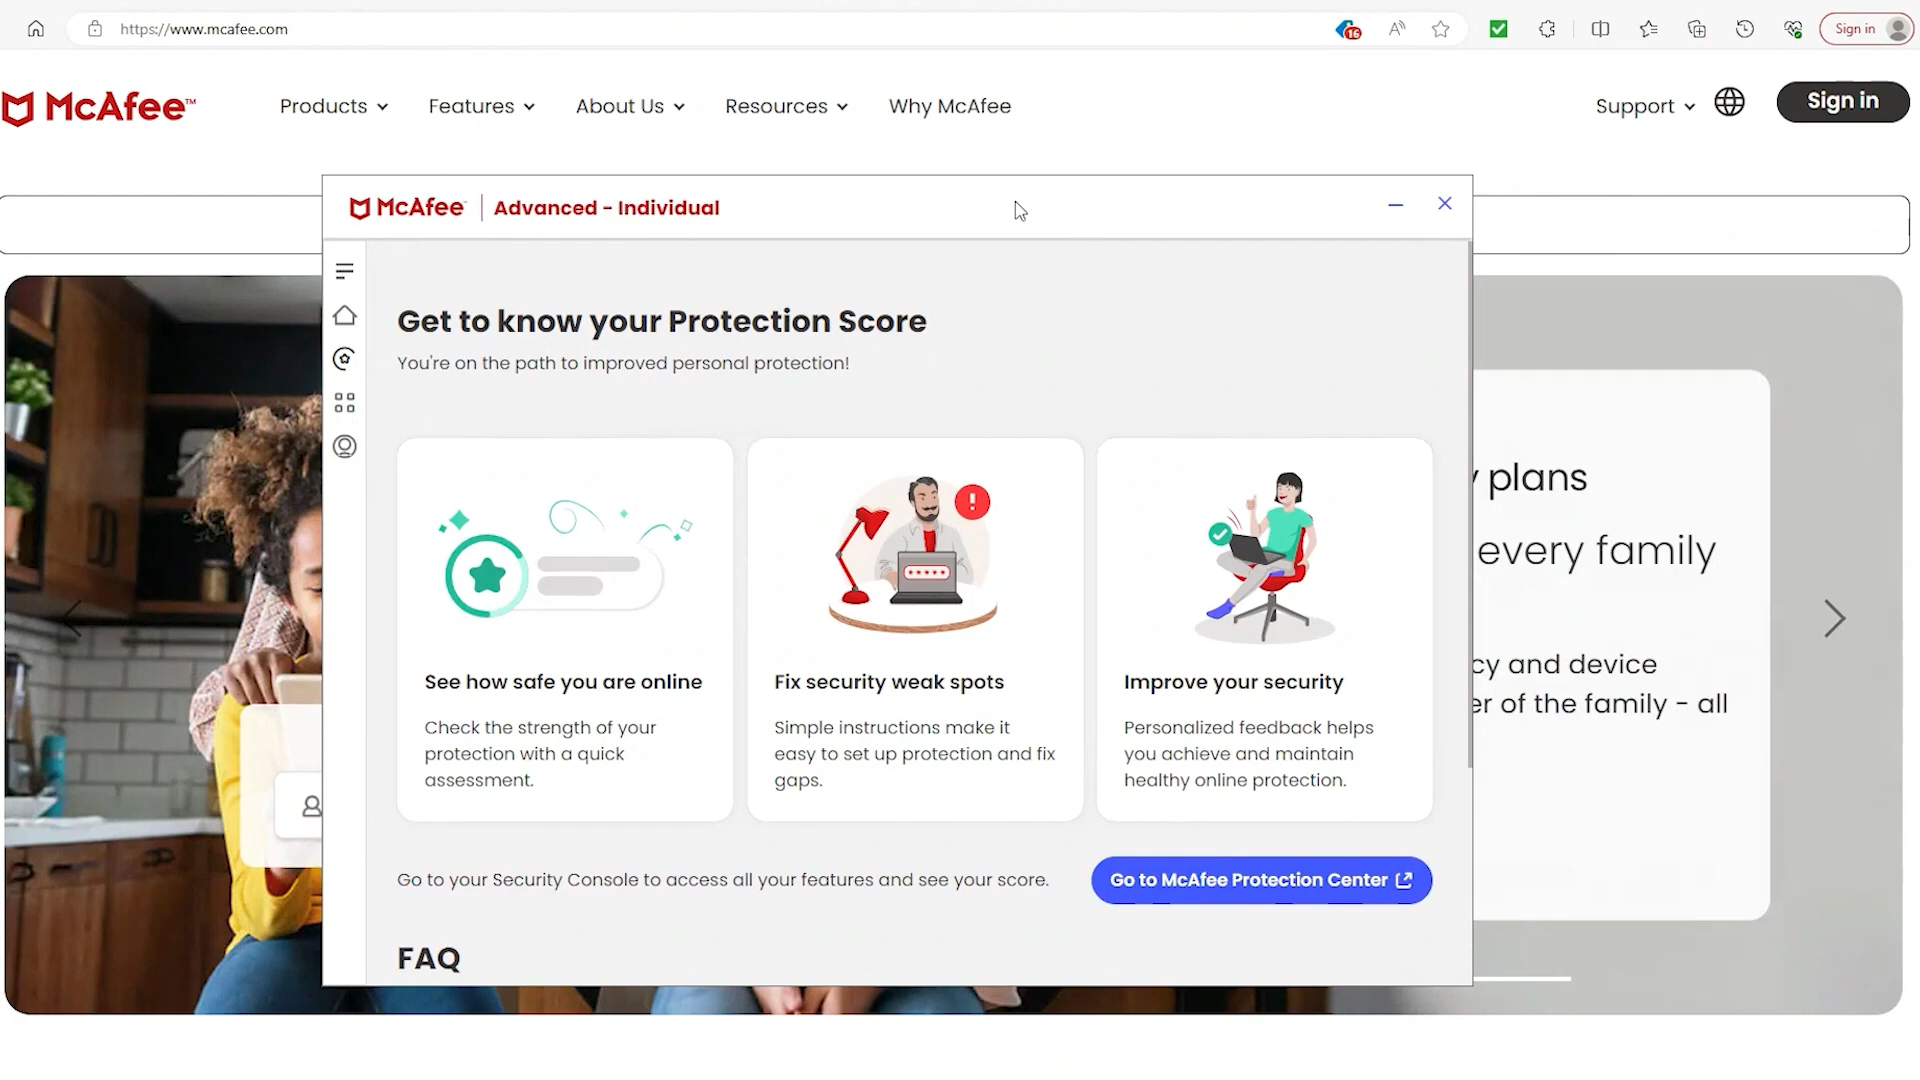 https://www.mcafee.com
16
A
Sign in
McAfee™
Products
Features
About Us
Resources
Why McAfee
Support
Sign in
McAfee
Advanced - Individual
Get to know your Protection Score
You're on the path to improved personal protection!
See how safe you are online
Check the strength of your
protection with a quick
assessment.
Fix security weak spots
Simple instructions make it
easy to set up protection and fix
gaps.
Improve your security
Personalized feedback helps
you achieve and maintain
healthy online protection.
Go to your Security Console to access all your features and see your score.
Go to McAfee Protection Center
FAQ
plans
every family
cy and device
er of the family - all